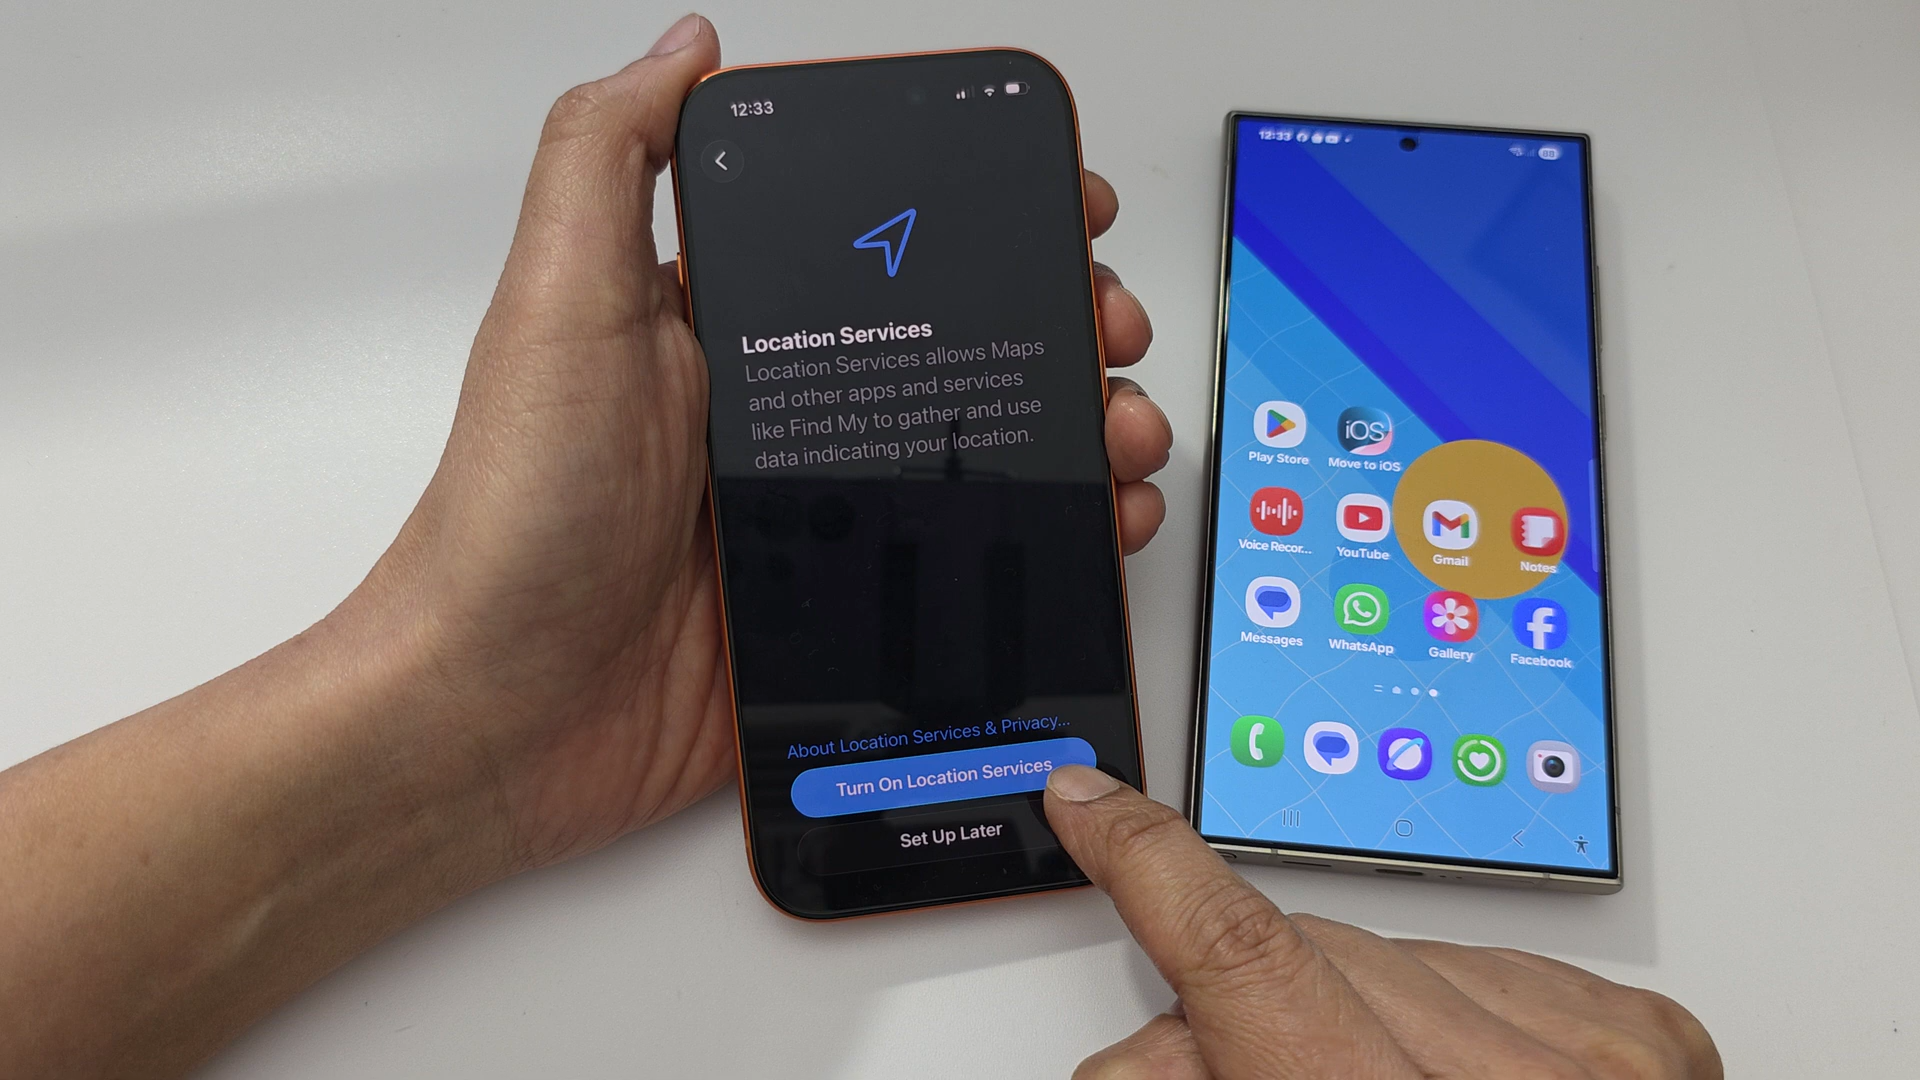 12:33
Location Services
Location Services allows Maps
and other apps and services
like Find My to gather and use
data indicating your location.
About Location Services & Privacy...
Turn On Location Services
Set Up Later
12:33
88
iOS
Play Store
Move to iOS
Voice Recor...
YouTube
Gmail
Notes
Messages
WhatsApp
Gallery
Facebook